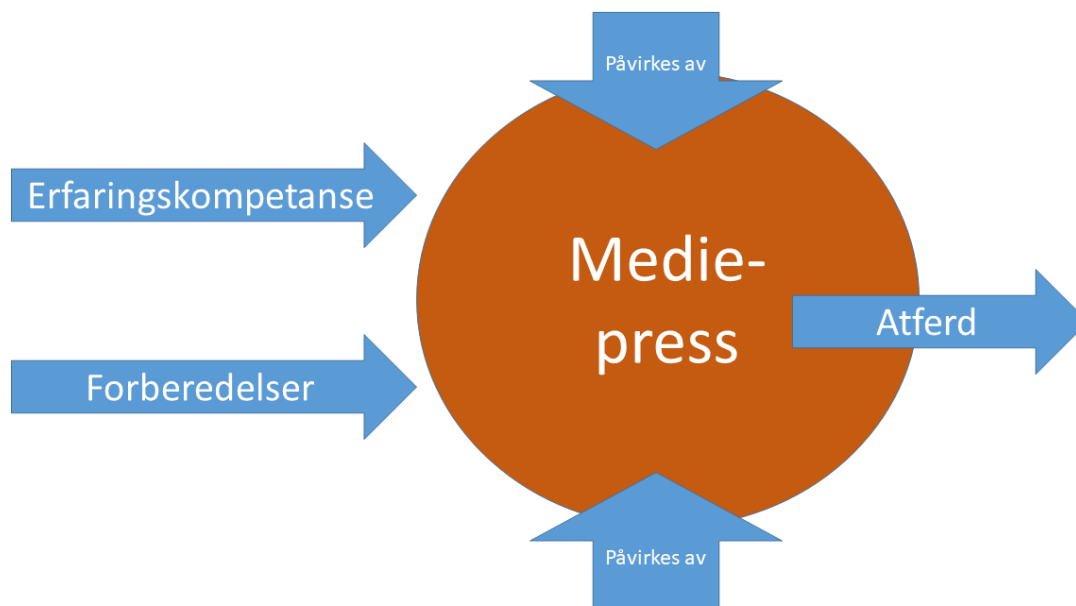 Påvirkes av
Erfaringskompetanse
Medie-
press
Atferd
Forberedelser
Påvirkes av